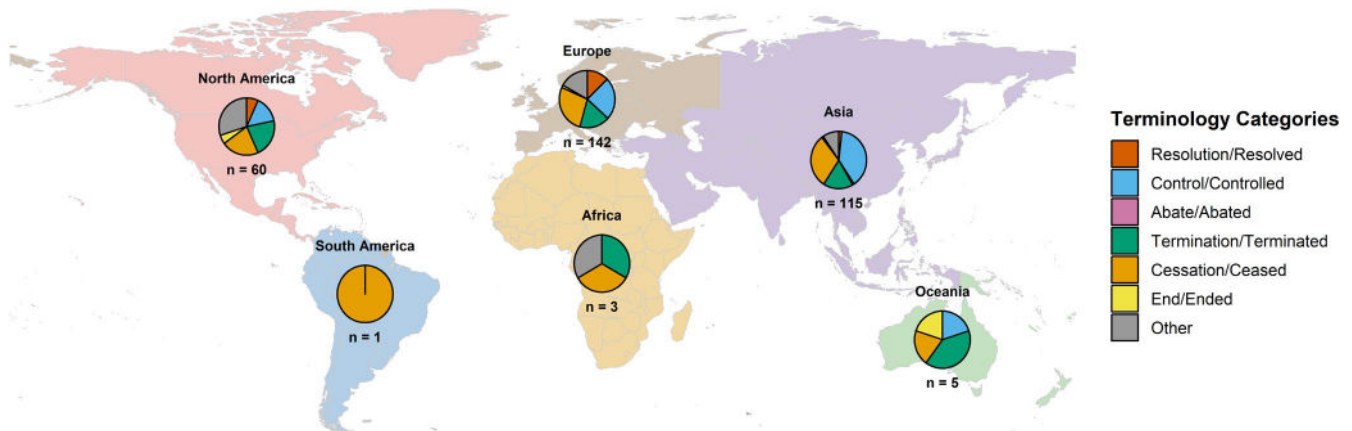 North America
n = 60
South America
n = 1
Europe
n = 142
Africa
n = 3
Asia
n = 115
Oceania
n = 5
Terminology Categories
Resolution/Resolved
Control/Controlled
Abate/Abated
Termination/Terminated
Cessation/Ceased
End/Ended
Other